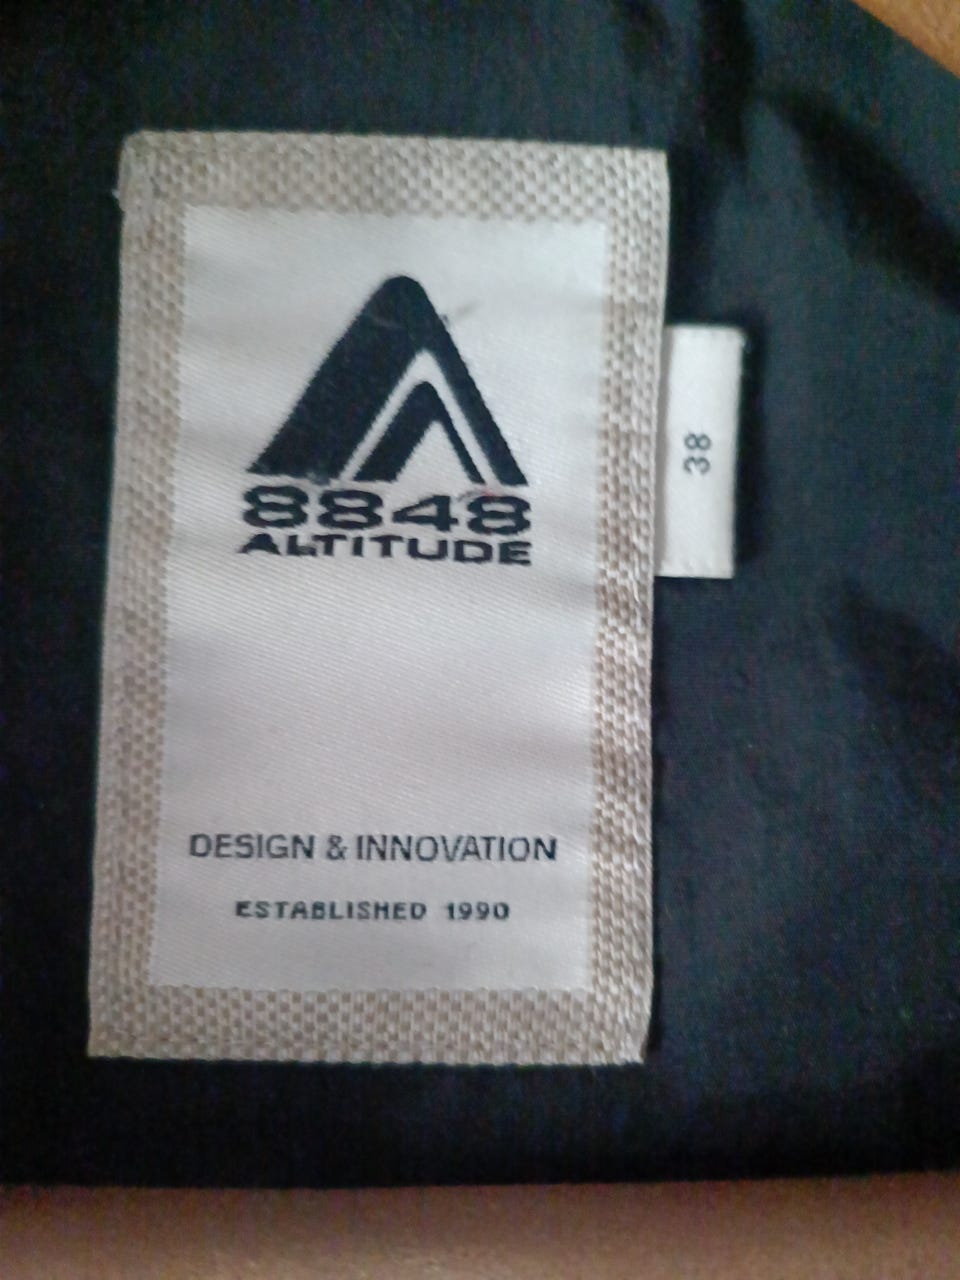 8848
ALTITUDE
38
DESIGN & INNOVATION
ESTABLISHED 1990